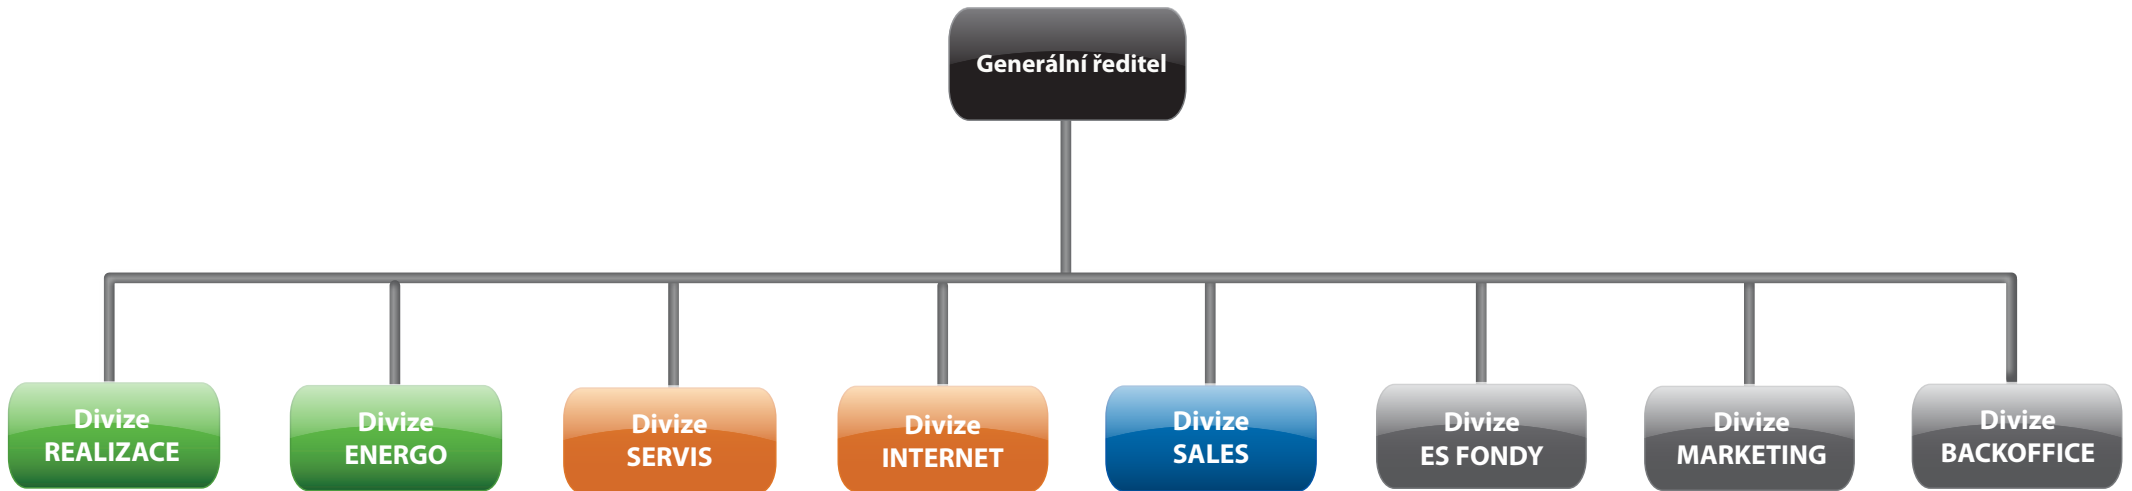 Generální ředitel
Divize
REALIZACE
Divize
ENERGO
Divize
SERVIS
Divize
INTERNET
Divize
SALES
Divize
ES FONDY
Divize
MARKETING
Divize
BACKOFFICE